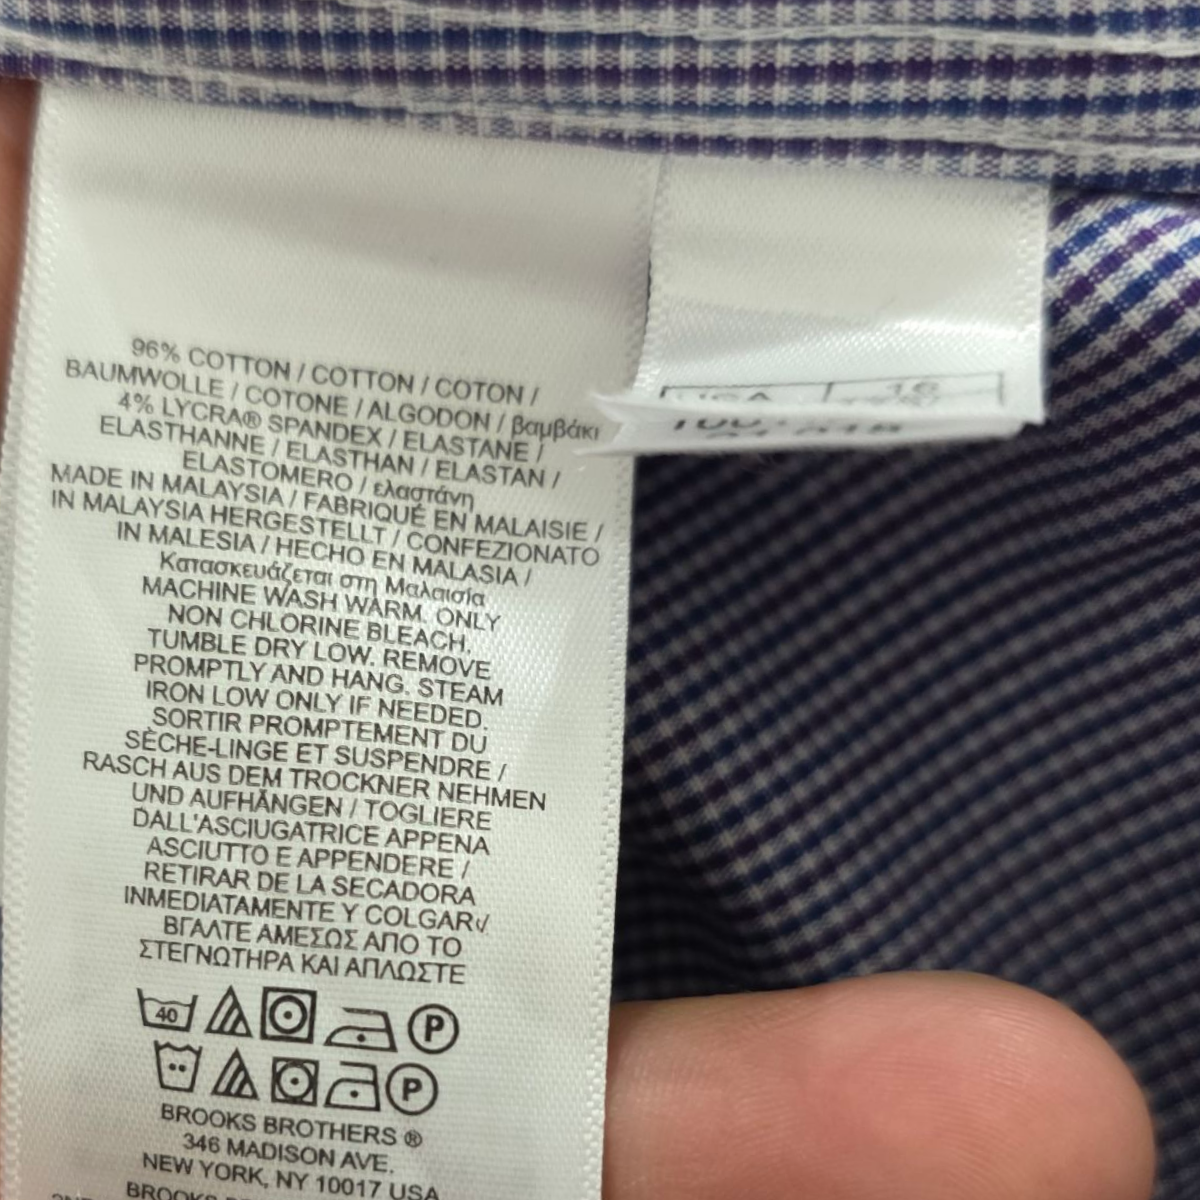 96% COTTON / COTTON / COTON /
BAUMWOLLE / COTONE / ALGODON / βαμβάκι
4% LYCRA® SPANDEX / ELASTANE /
ELASTHANNE / ELASTHAN / ELASTAN /
ELASTOMERO / ελαστάνη
MADE IN MALAYSIA / FABRIQUÉ EN MALAISIE /
IN MALAYSIA HERGESTELLT / CONFEZIONATO
IN MALESIA / HECHO EN MALASIA /
Κατασκευάζεται στη Μαλαισία
MACHINE WASH WARM. ONLY
NON CHLORINE BLEACH.
TUMBLE DRY LOW. REMOVE
PROMPTLY AND HANG. STEAM
IRON LOW ONLY IF NEEDED.
SORTIR PROMPTEMENT DU
SÈCHE-LINGE ET SUSPENDRE /
RASCH AUS DEM TROCKNER NEHMEN
UND AUFHÄNGEN / TOGLIERE
DALL'ASCIUGATRICE APPENA
ASCIUTTO E APPENDERE /
RETIRAR DE LA SECADORA
INMEDIATAMENTE Y COLGAR√
ΒΓΑΛΤΕ ΑΜΕΣΩΣ ΑΠΟ ΤΟ
ΣΤΕΓΝΩΤΗΡΑ ΚΑΙ ΑΠΛΩΣΤΕ
40 P
P
BROOKS BROTHERS ®
346 MADISON AVE.
NEW YORK, NY 10017 USA
BROOKS
USA 16